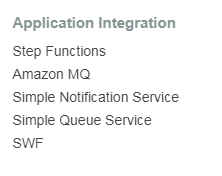 Application Integration
Step Functions
Amazon MQ
Simple Notification Service
Simple Queue Service
SWF